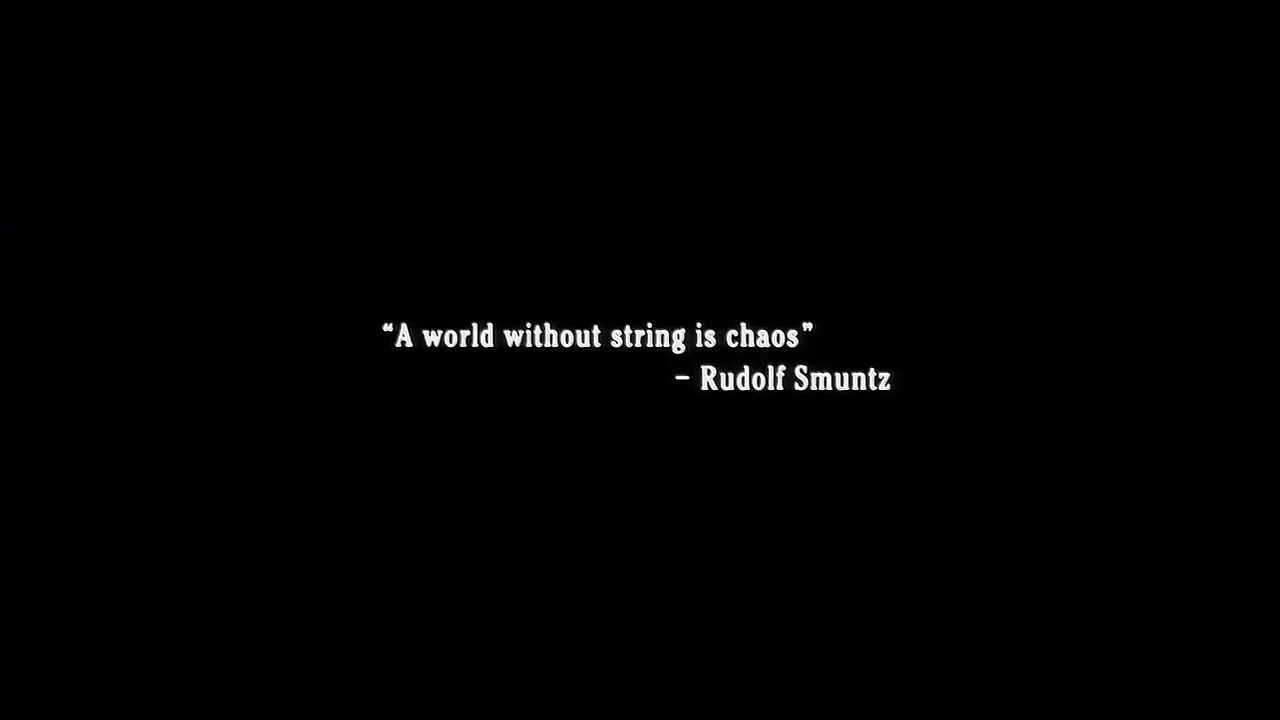 “A world without string is chaos”
– Rudolf Smuntz